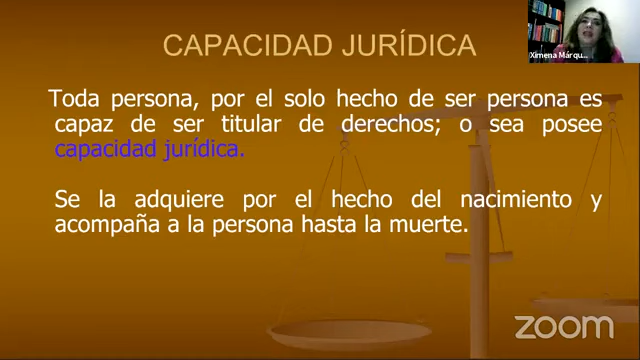 CAPACIDAD JURÍDICA
Ximena Márqu...
Toda persona, por el solo hecho de ser persona es
capaz de ser titular de derechos; o sea posee
capacidad jurídica.
Se la adquiere por el hecho del nacimiento y
acompaña a la persona hasta la muerte.
zoom